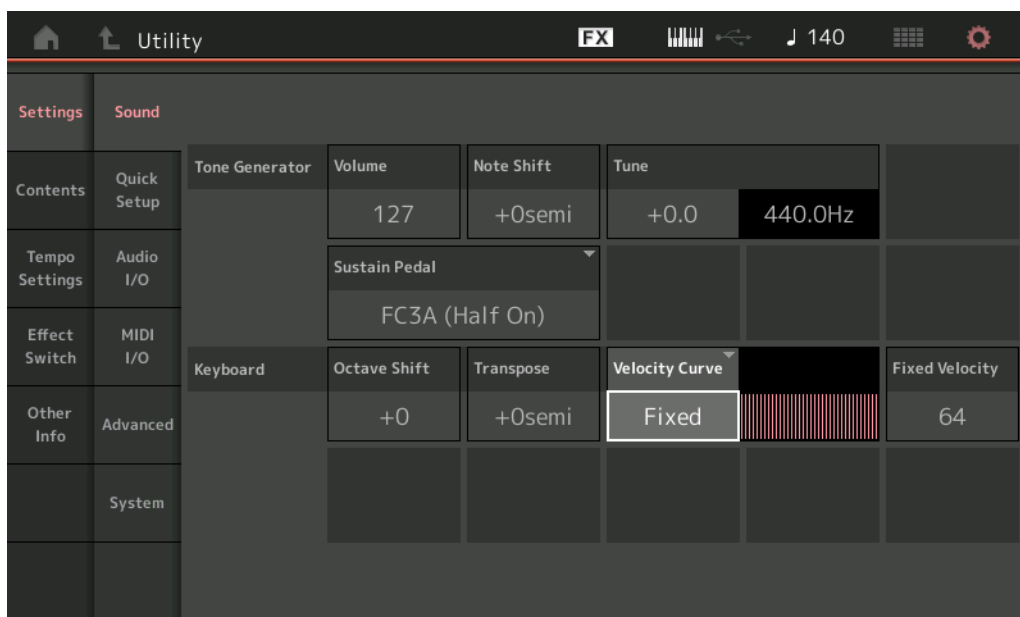 Utility
FX
♩ 140
Settings
Sound
Contents
Quick
Setup
Tempo
Settings
Audio
I/O
Effect
Switch
MIDI
I/O
Other
Info
Advanced
System
Tone Generator
Volume
Note Shift
Tune
127
+0semi
+0.0
440.0Hz
Sustain Pedal
FC3A (Half On)
Keyboard
Octave Shift
Transpose
Velocity Curve
Fixed Velocity
+0
+0semi
Fixed
64